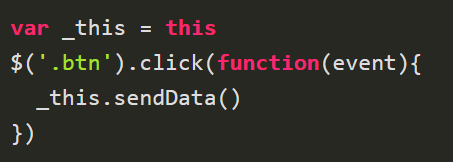 var _this = this
$('.btn').click(function(event){
  _this.sendData()
})